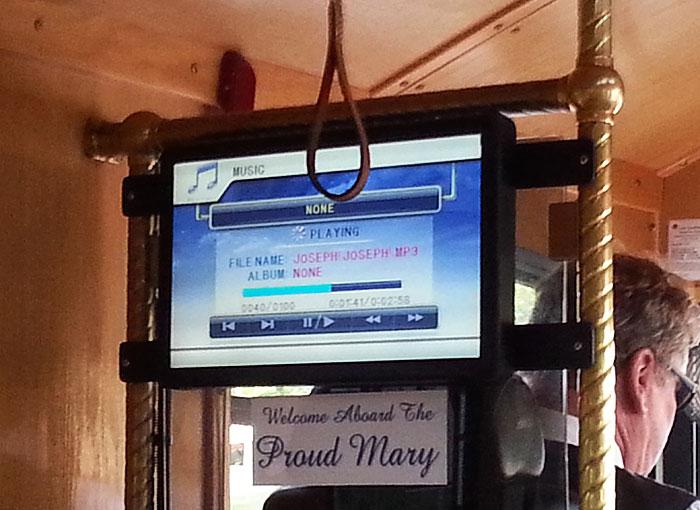 MUSIC
NONE
PLAYING
FILE NAME: JOSEPH\JOSEPH\.MP3
ALBUM: NONE
0040/0100 0:01:41/0:02:58
Welcome Aboard The
Proud Mary